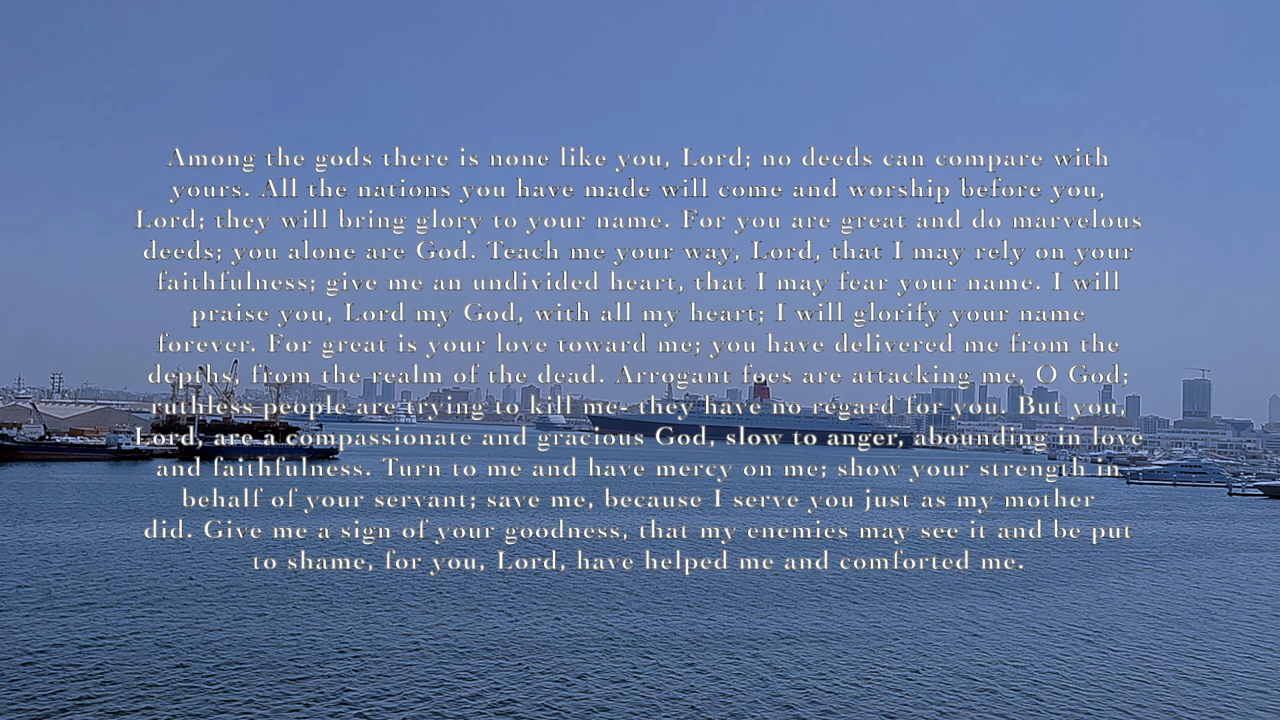 Among the gods there is none like you, Lord; no deeds can compare with
yours. All the nations you have made will come and worship before you,
Lord; they will bring glory to your name. For you are great and do marvelous
deeds; you alone are God. Teach me your way, Lord, that I may rely on your
faithfulness; give me an undivided heart, that I may fear your name. I will
praise you, Lord my God, with all my heart; I will glorify your name
forever. For great is your love toward me; you have delivered me from the
depths, from the realm of the dead. Arrogant foes are attacking me, O God;
ruthless people are trying to kill me- they have no regard for you. But you,
Lord, are a compassionate and gracious God, slow to anger, abounding in love
and faithfulness. Turn to me and have mercy on me; show your strength in
behalf of your servant; save me, because I serve you just as my mother
did. Give me a sign of your goodness, that my enemies may see it and be put
to shame, for you, Lord, have helped me and comforted me.